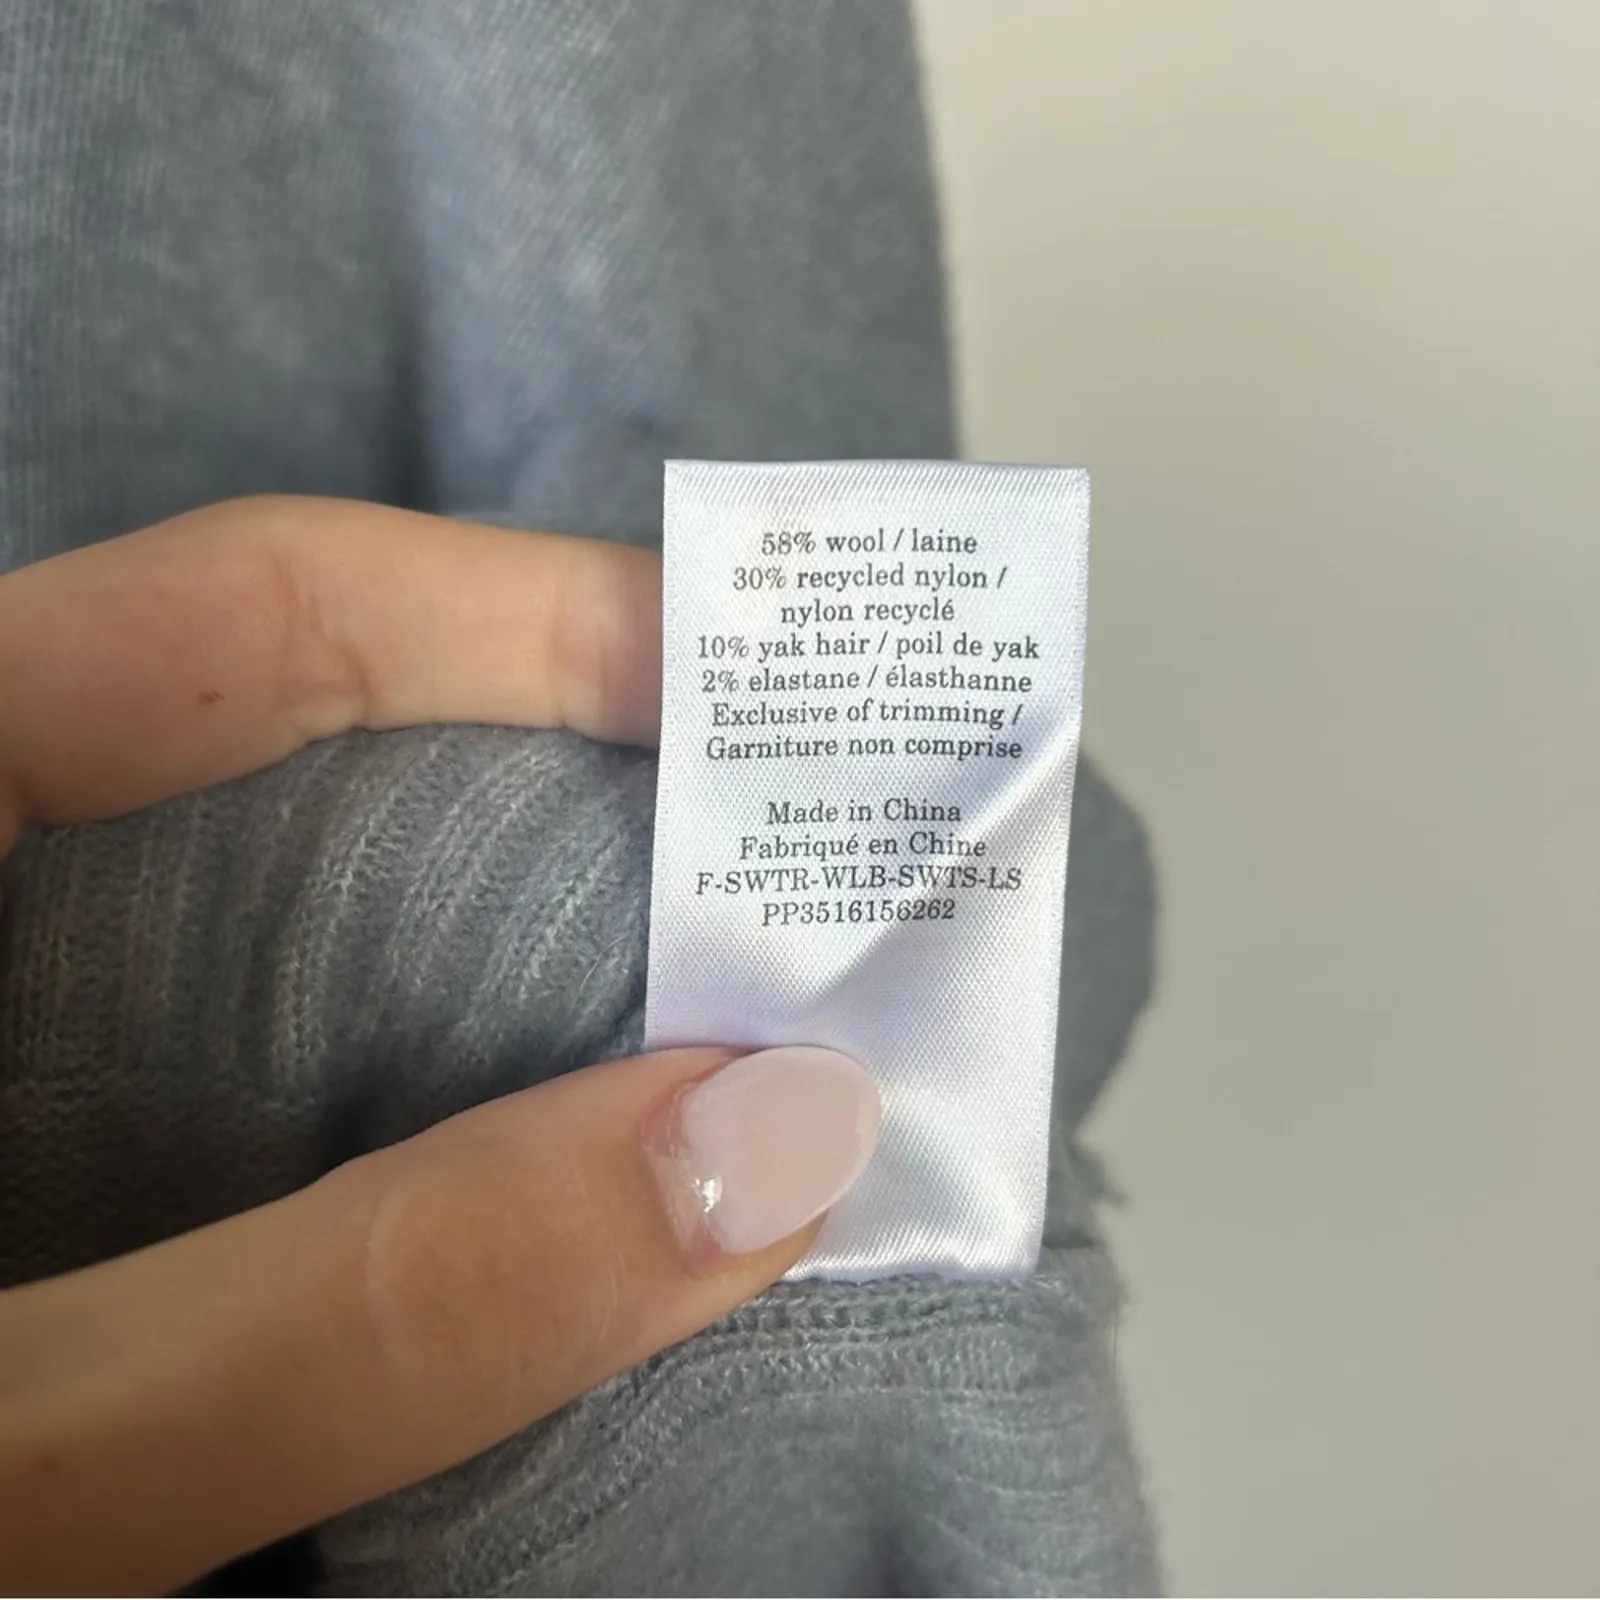 58% wool / laine
30% recycled nylon /
nylon recyclé
10% yak hair / poil de yak
2% elastane / élasthanne
Exclusive of trimming /
Garniture non comprise
Made in China
Fabriqué en Chine
F-SWTR-WLB-SWTS-LS
PP3516156262